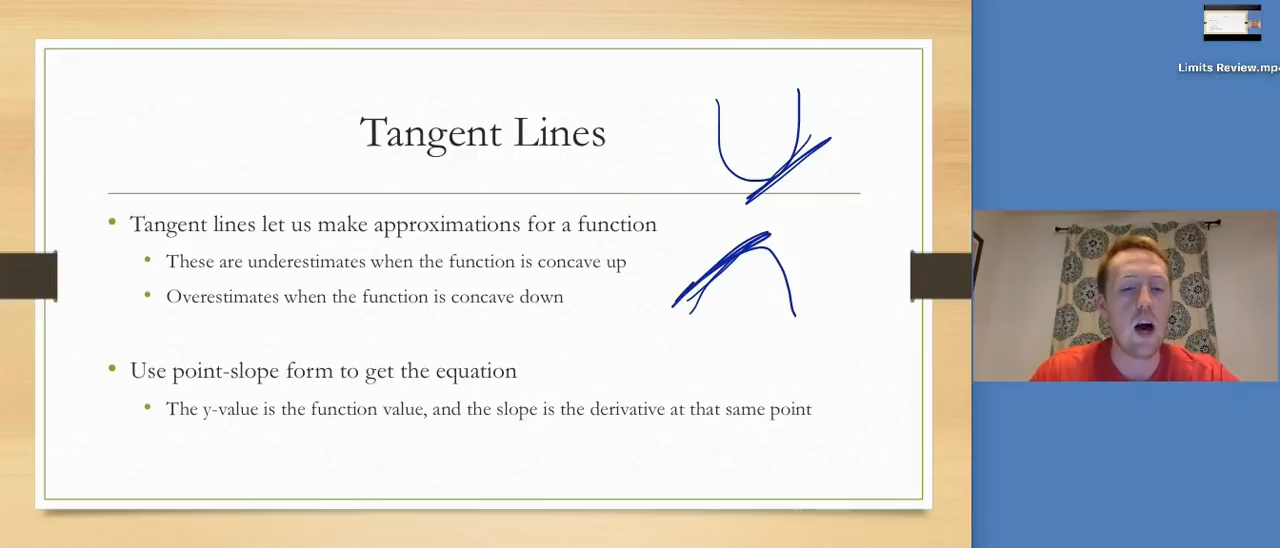 Tangent Lines
Limits Review.mp4
• Tangent lines let us make approximations for a function
• These are underestimates when the function is concave up
• Overestimates when the function is concave down
• Use point-slope form to get the equation
• The y-value is the function value, and the slope is the derivative at that same point